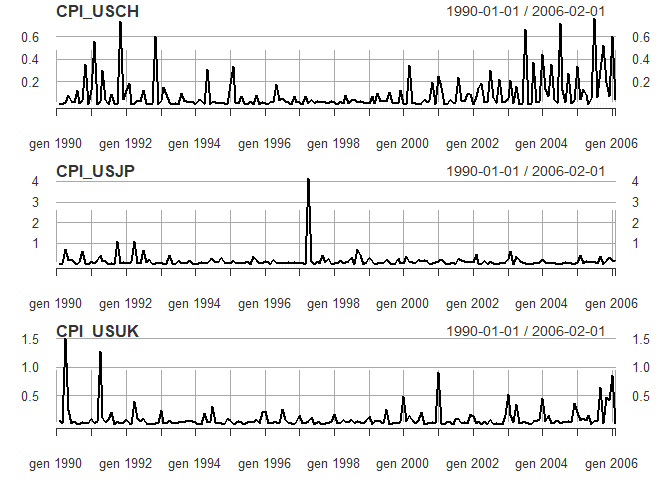 CPI_USCH 1990-01-01 / 2006-02-01
0.6 0.6
0.4 0.4
0.2 0.2
gen 1990 gen 1992 gen 1994 gen 1996 gen 1998 gen 2000 gen 2002 gen 2004 gen 2006
CPI_USJP 1990-01-01 / 2006-02-01
4 4
3 3
2 2
1 1
gen 1990 gen 1992 gen 1994 gen 1996 gen 1998 gen 2000 gen 2002 gen 2004 gen 2006
CPI_USUK 1990-01-01 / 2006-02-01
1.5 1.5
1.0 1.0
0.5 0.5
gen 1990 gen 1992 gen 1994 gen 1996 gen 1998 gen 2000 gen 2002 gen 2004 gen 2006